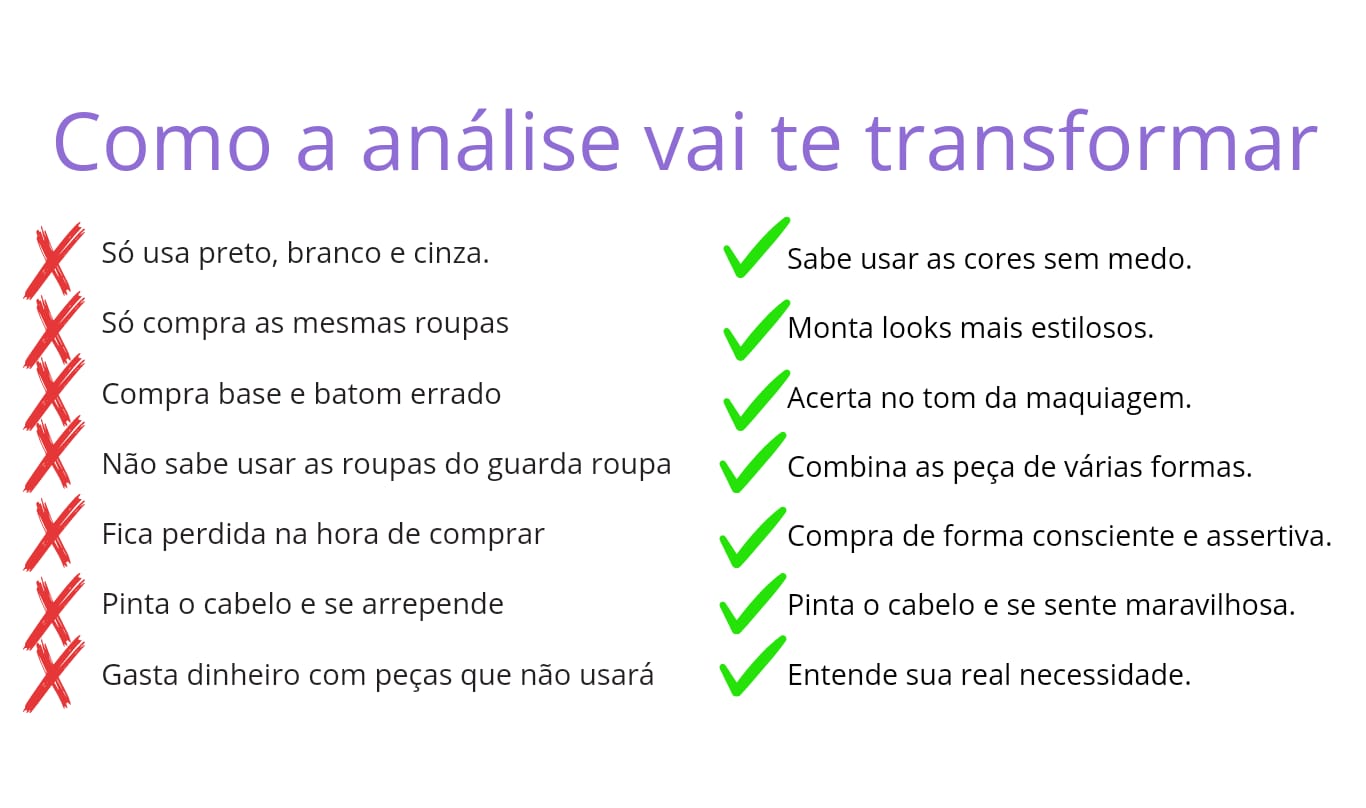 Como a análise vai te transformar
Só usa preto, branco e cinza.
Só compra as mesmas roupas
Compra base e batom errado
Não sabe usar as roupas do guarda roupa
Fica perdida na hora de comprar
Pinta o cabelo e se arrepende
Gasta dinheiro com peças que não usará
Sabe usar as cores sem medo.
Monta looks mais estilosos.
Acerta no tom da maquiagem.
Combina as peça de várias formas.
Compra de forma consciente e assertiva.
Pinta o cabelo e se sente maravilhosa.
Entende sua real necessidade.